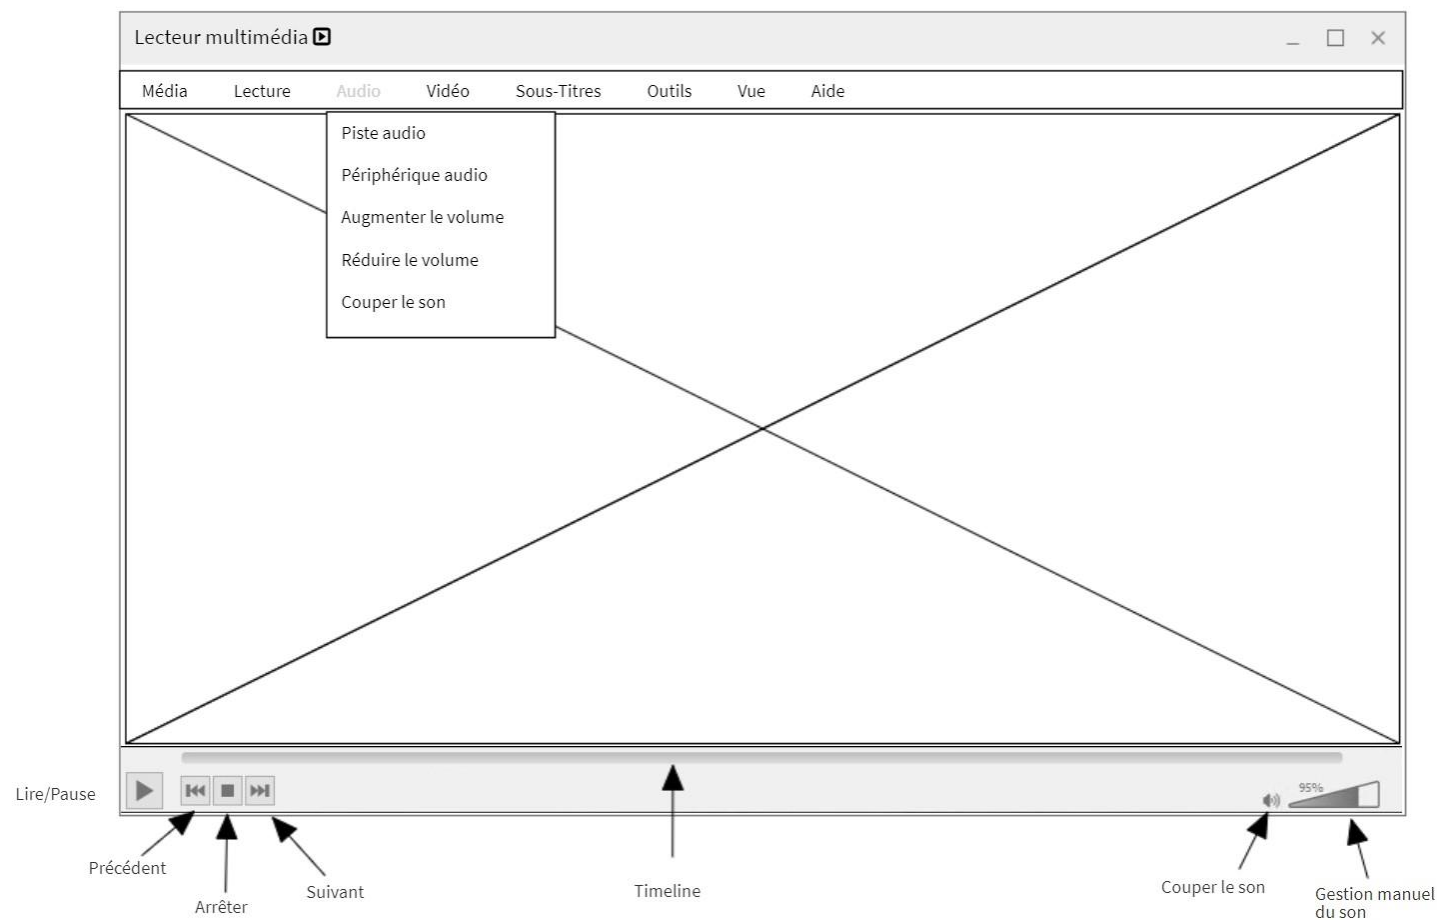 Lecteur multimédia
Média Lecture Audio Vidéo Sous-Titres Outils Vue Aide
Piste audio
Périphérique audio
Augmenter le volume
Réduire le volume
Couper le son
95%
Lire/Pause
Précédent
Arrêter
Suivant
Timeline
Couper le son
Gestion manuel
du son